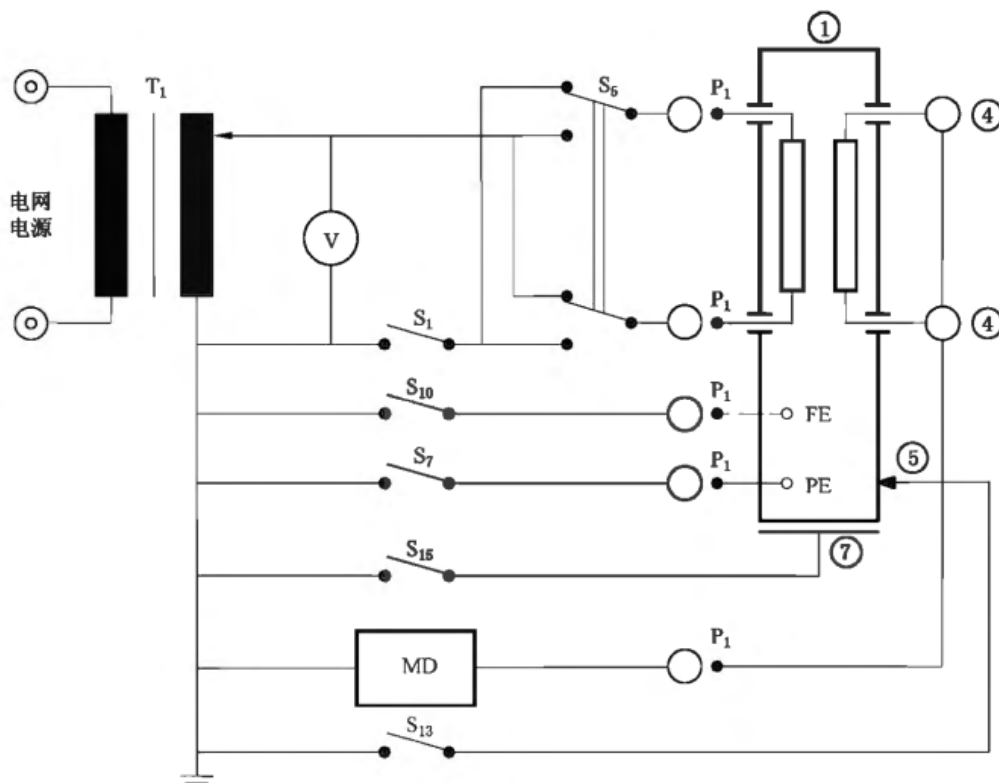 ①
T₁
S₅
P₁
④
电网
电源
V
S₁
P₁
④
S₁₀
P₁
FE
S₇
P₁
PE
⑤
S₁₅
⑦
MD
P₁
S₁₃